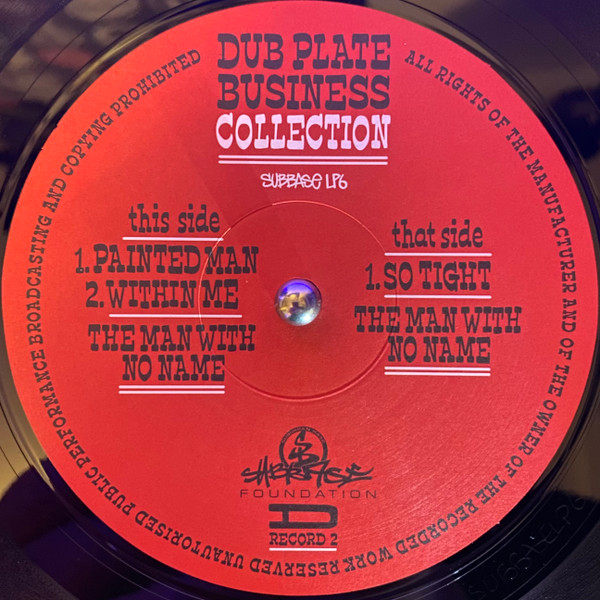 DUB PLATE
BUSINESS
COLLECTION
SUBBASE LP6
this side
1. PAINTED MAN
2. WITHIN ME
THE MAN WITH
NO NAME
that side
1. SO TIGHT
THE MAN WITH
NO NAME
SB
SUBBASE
FOUNDATION
D
RECORD 2
ALL RIGHTS OF THE MANUFACTURER AND OF THE OWNER OF THE RECORDED WORK RESERVED UNAUTORISED PUBLIC PERFORMANCE BROADCASTING AND COPYING PROHIBITED
SUBBASELP6